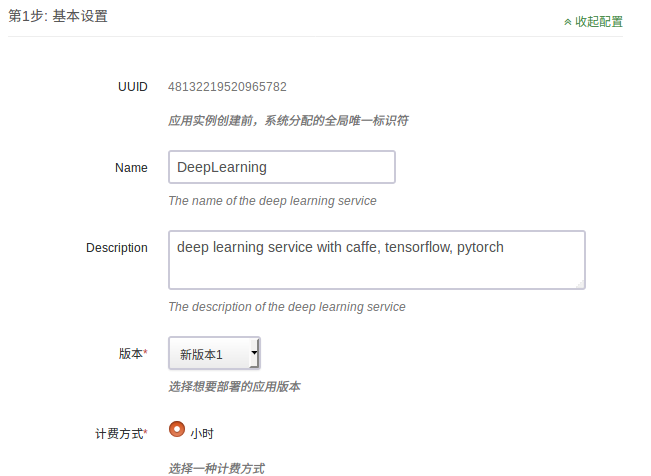 第1步: 基本设置
收起配置
UUID 48132219520965782
应用实例创建前，系统分配的全局唯一标识符
Name DeepLearning
The name of the deep learning service
Description deep learning service with caffe, tensorflow, pytorch
The description of the deep learning service
版本* 新版本1
选择想要部署的应用版本
计费方式* 小时
选择一种计费方式